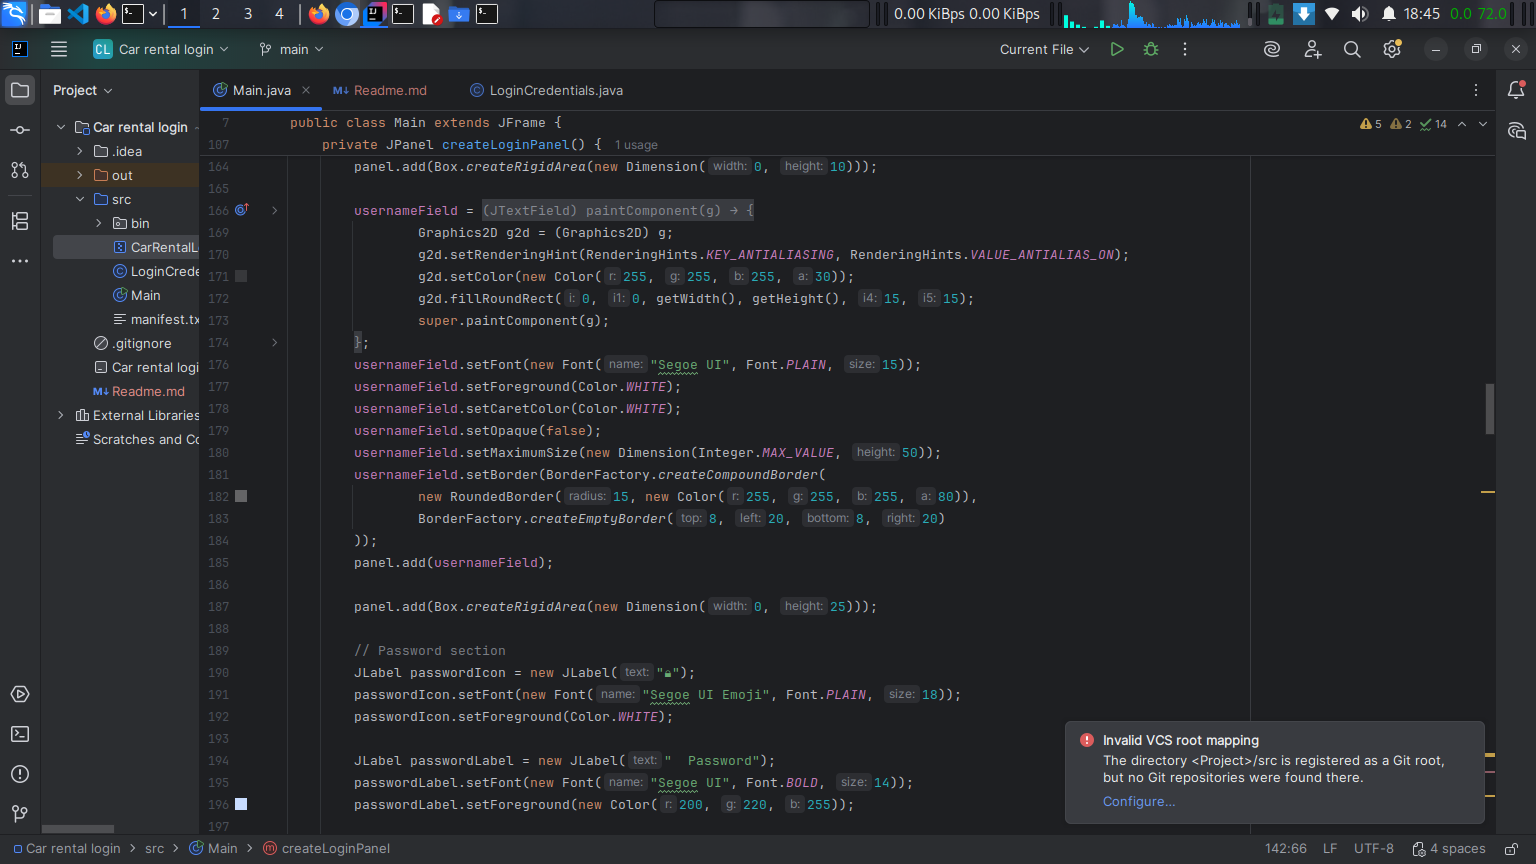 1 2 3 4 0.00 KiBps 0.00 KiBps 18:45 0.0 72.0
CL Car rental login main Current File
Project
Main.java Readme.md LoginCredentials.java
Car rental login
.idea
out
src
bin
CarRentalLo
LoginCrede
Main
manifest.tx
.gitignore
Car rental logi
Readme.md
External Libraries
Scratches and Co
5 2 14
7 public class Main extends JFrame {
107 private JPanel createLoginPanel() { 1 usage
164 panel.add(Box.createRigidArea(new Dimension( width: 0, height: 10)));
165
166 usernameField = (JTextField) paintComponent(g) → {
169 Graphics2D g2d = (Graphics2D) g;
170 g2d.setRenderingHint(RenderingHints.KEY_ANTIALIASING, RenderingHints.VALUE_ANTIALIAS_ON);
171 g2d.setColor(new Color( r: 255, g: 255, b: 255, a: 30));
172 g2d.fillRoundRect( i: 0, i1: 0, getWidth(), getHeight(), i4: 15, i5: 15);
173 super.paintComponent(g);
174 };
176 usernameField.setFont(new Font( name: "Segoe UI", Font.PLAIN, size: 15));
177 usernameField.setForeground(Color.WHITE);
178 usernameField.setCaretColor(Color.WHITE);
179 usernameField.setOpaque(false);
180 usernameField.setMaximumSize(new Dimension(Integer.MAX_VALUE, height: 50));
181 usernameField.setBorder(BorderFactory.createCompoundBorder(
182 new RoundedBorder( radius: 15, new Color( r: 255, g: 255, b: 255, a: 80)),
183 BorderFactory.createEmptyBorder( top: 8, left: 20, bottom: 8, right: 20)
184 ));
185 panel.add(usernameField);
186
187 panel.add(Box.createRigidArea(new Dimension( width: 0, height: 25)));
188
189 // Password section
190 JLabel passwordIcon = new JLabel( text: "🔒");
191 passwordIcon.setFont(new Font( name: "Segoe UI Emoji", Font.PLAIN, size: 18));
192 passwordIcon.setForeground(Color.WHITE);
193
194 JLabel passwordLabel = new JLabel( text: "  Password");
195 passwordLabel.setFont(new Font( name: "Segoe UI", Font.BOLD, size: 14));
196 passwordLabel.setForeground(new Color( r: 200, g: 220, b: 255));
197
Invalid VCS root mapping
The directory <Project>/src is registered as a Git root,
but no Git repositories were found there.
Configure...
Car rental login src Main createLoginPanel 142:66 LF UTF-8 4 spaces